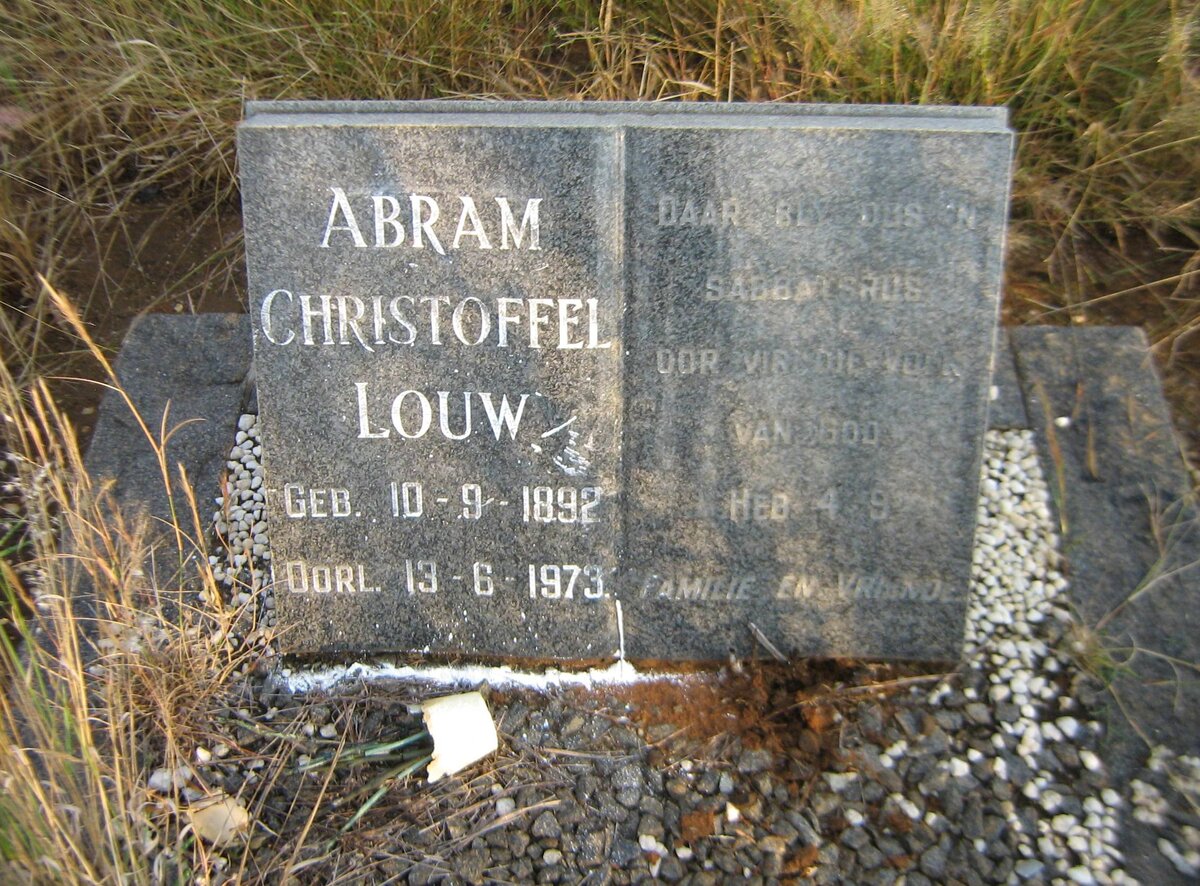 ABRAM
CHRISTOFFEL
LOUW
GEB. 10-9-1892
OORL. 13-6-1973.
DAAR BLY DUS 'N
SABBATSRUS
OOR VIR DIE VOLK
VAN GOD
HEB 4 9
FAMILIE EN VRIENDE